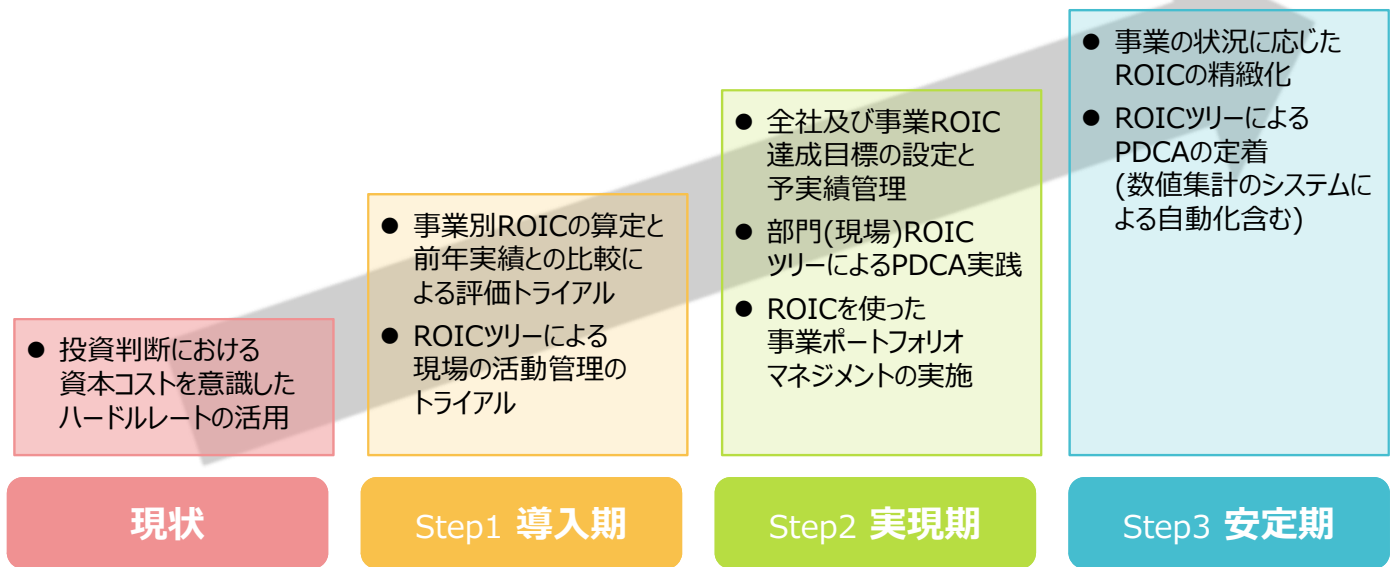 ● 投資判断における
資本コストを意識した
ハードルレートの活用
現状
● 事業別ROICの算定と
前年実績との比較に
よる評価トライアル
● ROICツリーによる
現場の活動管理の
トライアル
Step1 導入期
● 全社及び事業ROIC
達成目標の設定と
予実績管理
● 部門(現場)ROIC
ツリーによるPDCA実践
● ROICを使った
事業ポートフォリオ
マネジメントの実施
Step2 実現期
● 事業の状況に応じた
ROICの精緻化
● ROICツリーによる
PDCAの定着
(数値集計のシステムに
よる自動化含む)
Step3 安定期